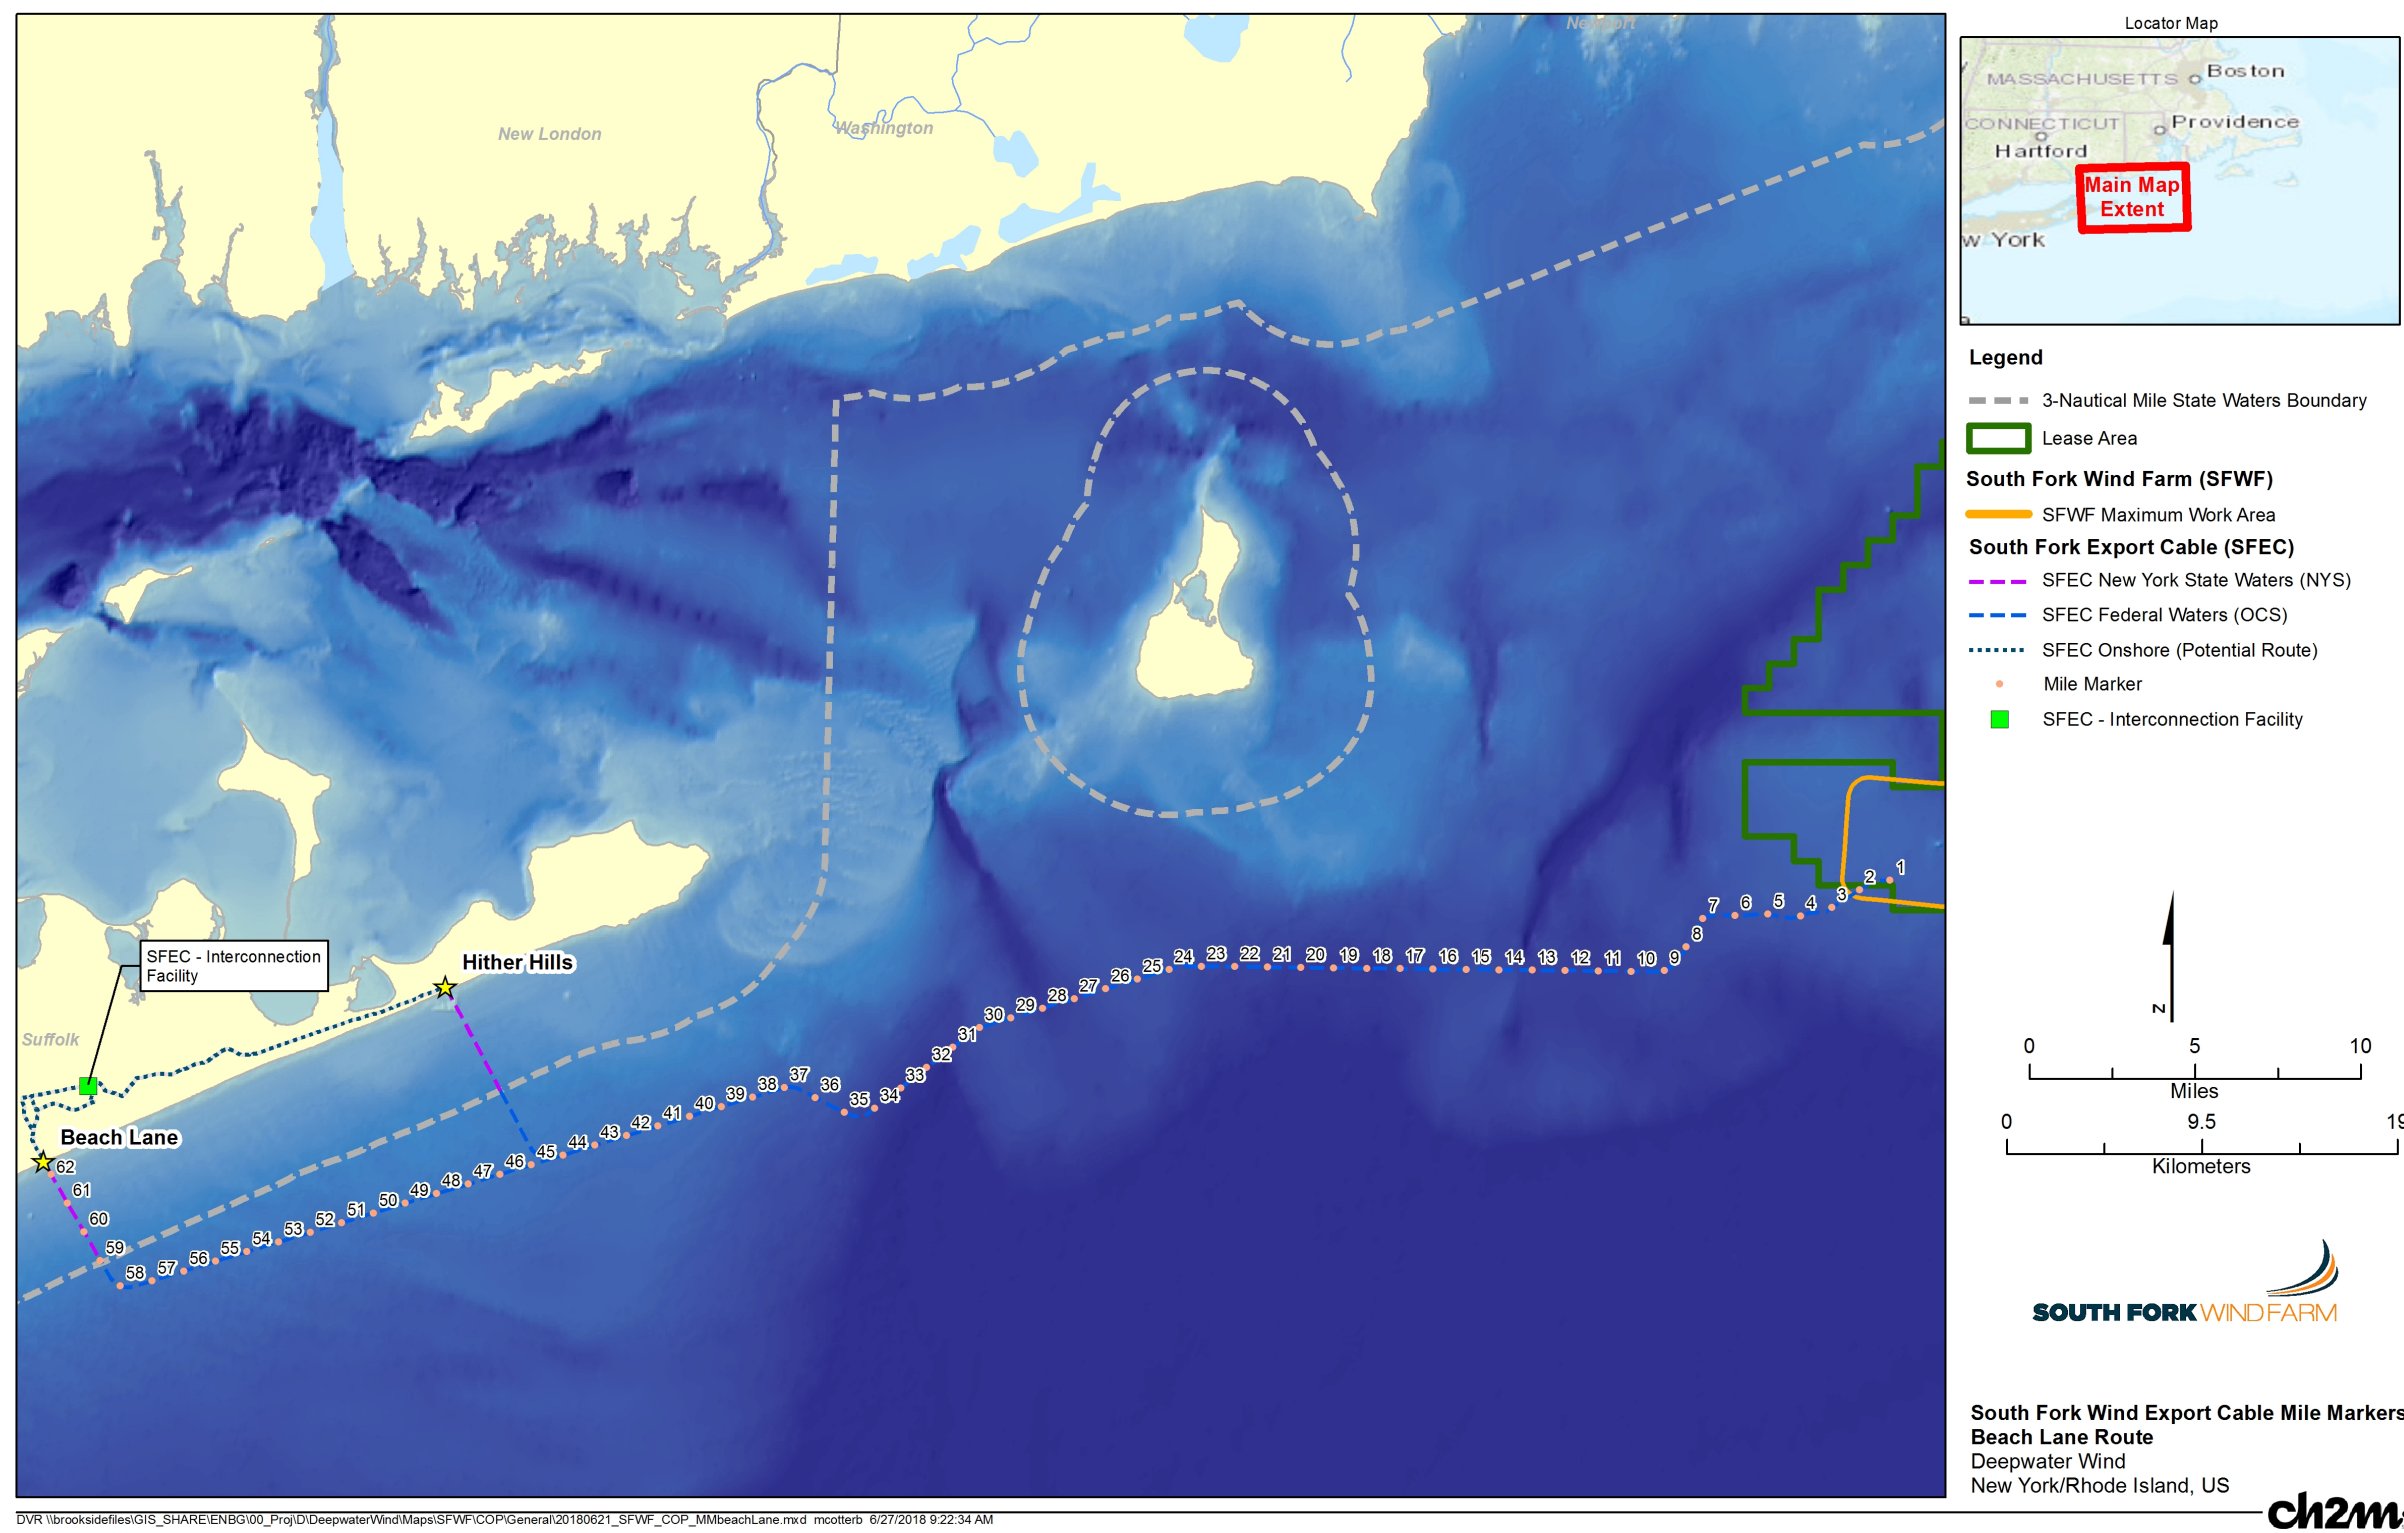 Locator Map
MASSACHUSETTS
Boston
CONNECTICUT
Providence
Hartford
Main Map
Extent
w York
Newport
New London
Washington
Legend
3-Nautical Mile State Waters Boundary
Lease Area
South Fork Wind Farm (SFWF)
SFWF Maximum Work Area
South Fork Export Cable (SFEC)
SFEC New York State Waters (NYS)
SFEC Federal Waters (OCS)
SFEC Onshore (Potential Route)
Mile Marker
SFEC - Interconnection Facility
1
2
3
4
5
6
7
8
9
10
11
12
13
14
15
16
17
18
19
20
21
22
23
24
25
26
27
28
29
30
31
32
33
34
35
36
37
38
39
40
41
42
43
44
45
46
47
48
49
50
51
52
53
54
55
56
57
58
59
60
61
62
SFEC - Interconnection
Facility
Hither Hills
Suffolk
Beach Lane
N
0 5 10
Miles
0 9.5 19
Kilometers
SOUTH FORK WIND FARM
South Fork Wind Export Cable Mile Markers
Beach Lane Route
Deepwater Wind
New York/Rhode Island, US
ch2m
DVR \\brooksidefiles\GIS_SHARE\ENBG\00_Proj\D\DeepwaterWind\Maps\SFWF\COP\General\20180621_SFWF_COP_MMbeachLane.mxd mcotterb 6/27/2018 9:22:34 AM